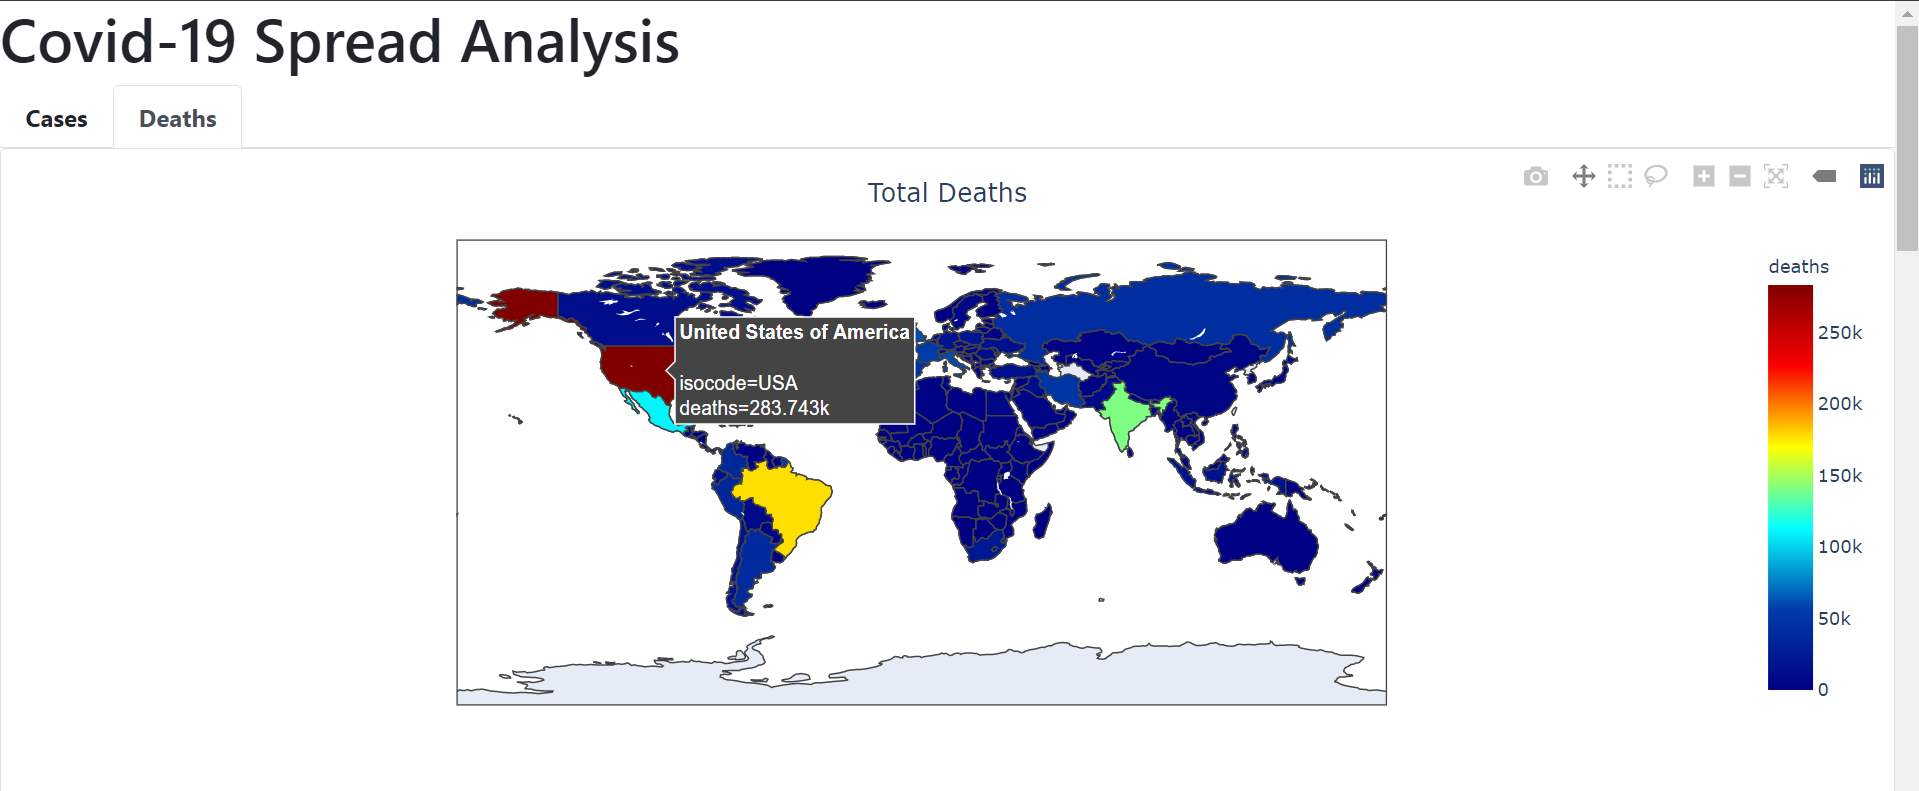 Covid-19 Spread Analysis
Cases
Deaths
Total Deaths
United States of America
isocode=USA
deaths=283.743k
deaths
250k
200k
150k
100k
50k
0